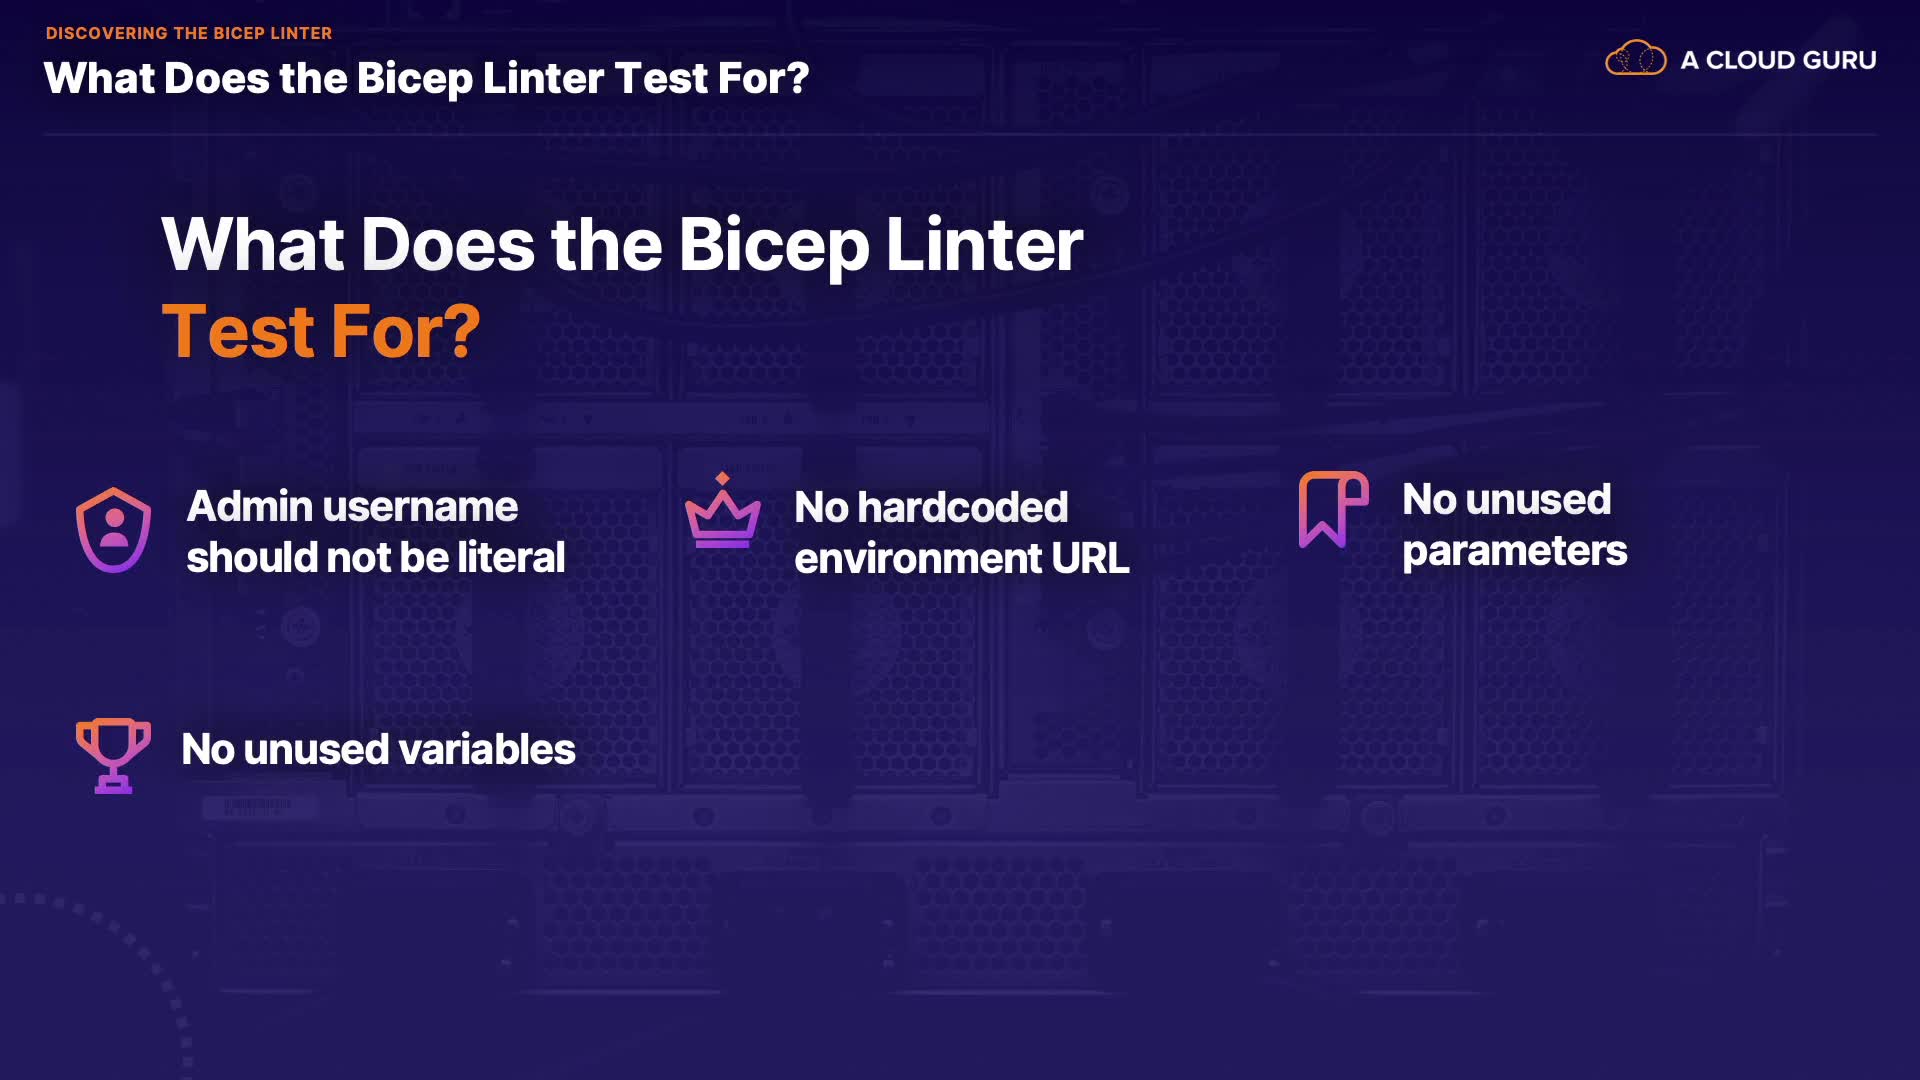 DISCOVERING THE BICEP LINTER
What Does the Bicep Linter Test For?
A CLOUD GURU
What Does the Bicep Linter
Test For?
Admin username
should not be literal
No hardcoded
environment URL
No unused
parameters
No unused variables